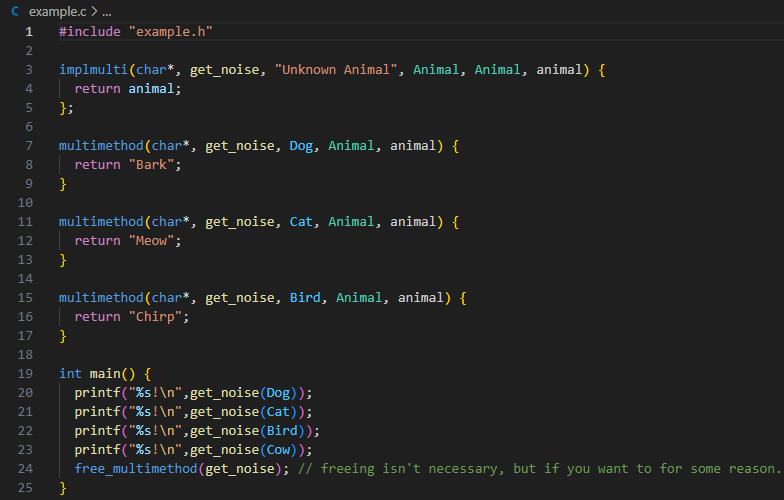 C example.c > ...
1 #include "example.h"
2
3 implmulti(char*, get_noise, "Unknown Animal", Animal, Animal, animal) {
4   return animal;
5 };
6
7 multimethod(char*, get_noise, Dog, Animal, animal) {
8   return "Bark";
9 }
10
11 multimethod(char*, get_noise, Cat, Animal, animal) {
12   return "Meow";
13 }
14
15 multimethod(char*, get_noise, Bird, Animal, animal) {
16   return "Chirp";
17 }
18
19 int main() {
20   printf("%s!\n",get_noise(Dog));
21   printf("%s!\n",get_noise(Cat));
22   printf("%s!\n",get_noise(Bird));
23   printf("%s!\n",get_noise(Cow));
24   free_multimethod(get_noise); // freeing isn't necessary, but if you want to for some reason.
25 }